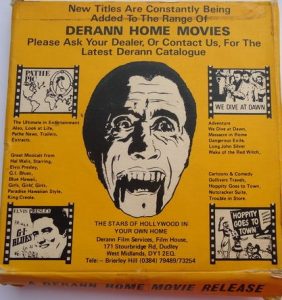 New Titles Are Constantly Being
Added To The Range Of
DERANN HOME MOVIES
Please Ask Your Dealer, Or Contact Us, For The
Latest Derann Catalogue
PATHE
WE DIVE AT DAWN
The Ultimate in Entertainment
Also, Look at Life,
Pathe News, Trailers,
Extracts.
Great Musicals from
Hal Wallis, Starring,
Elvis Presley,
G.I. Blues,
Blue Hawaii,
Girls, Girls, Girls,
Paradise Hawaiian Style,
King Creole.
Adventure
We Dive at Dawn,
Massacre in Rome
Dangerous Exile,
Long John Silver
Wake of the Red Witch.
Cartoons & Comedy
Gullivers Travels,
Hoppity Goes to Town,
Nutcracker Suite,
Trouble in Store.
ELVIS PRESLEY
G.I. BLUES
HOPPITY
GOES TO
TOWN
THE STARS OF HOLLYWOOD IN
YOUR OWN HOME
Derann Film Services, Film House,
171 Stourbridge Rd, Dudley
West Midlands, DY1 2EQ.
Tele:- Brierley Hill (0384) 79489/73254
A DERANN HOME MOVIE RELEASE